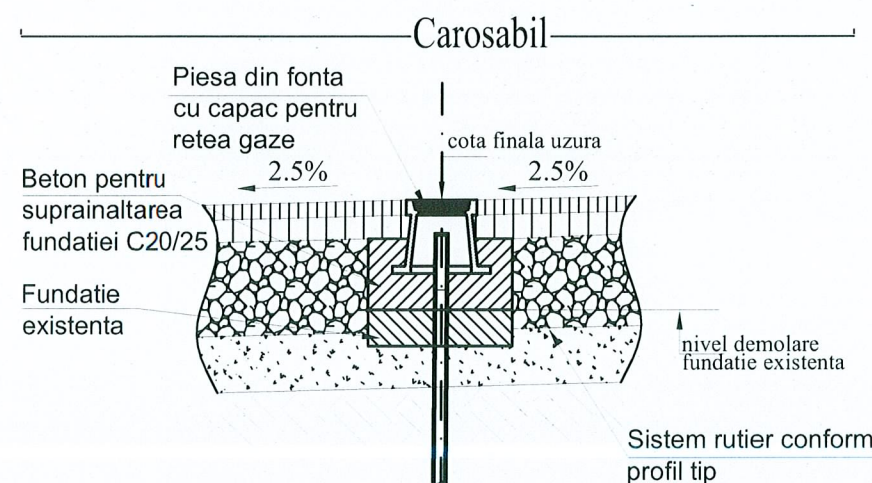 Carosabil
Piesa din fonta
cu capac pentru
retea gaze
cota finala uzura
2.5%
2.5%
Beton pentru
suprainaltarea
fundatiei C20/25
Fundatie
existenta
nivel demolare
fundatie existenta
Sistem rutier conform
profil tip